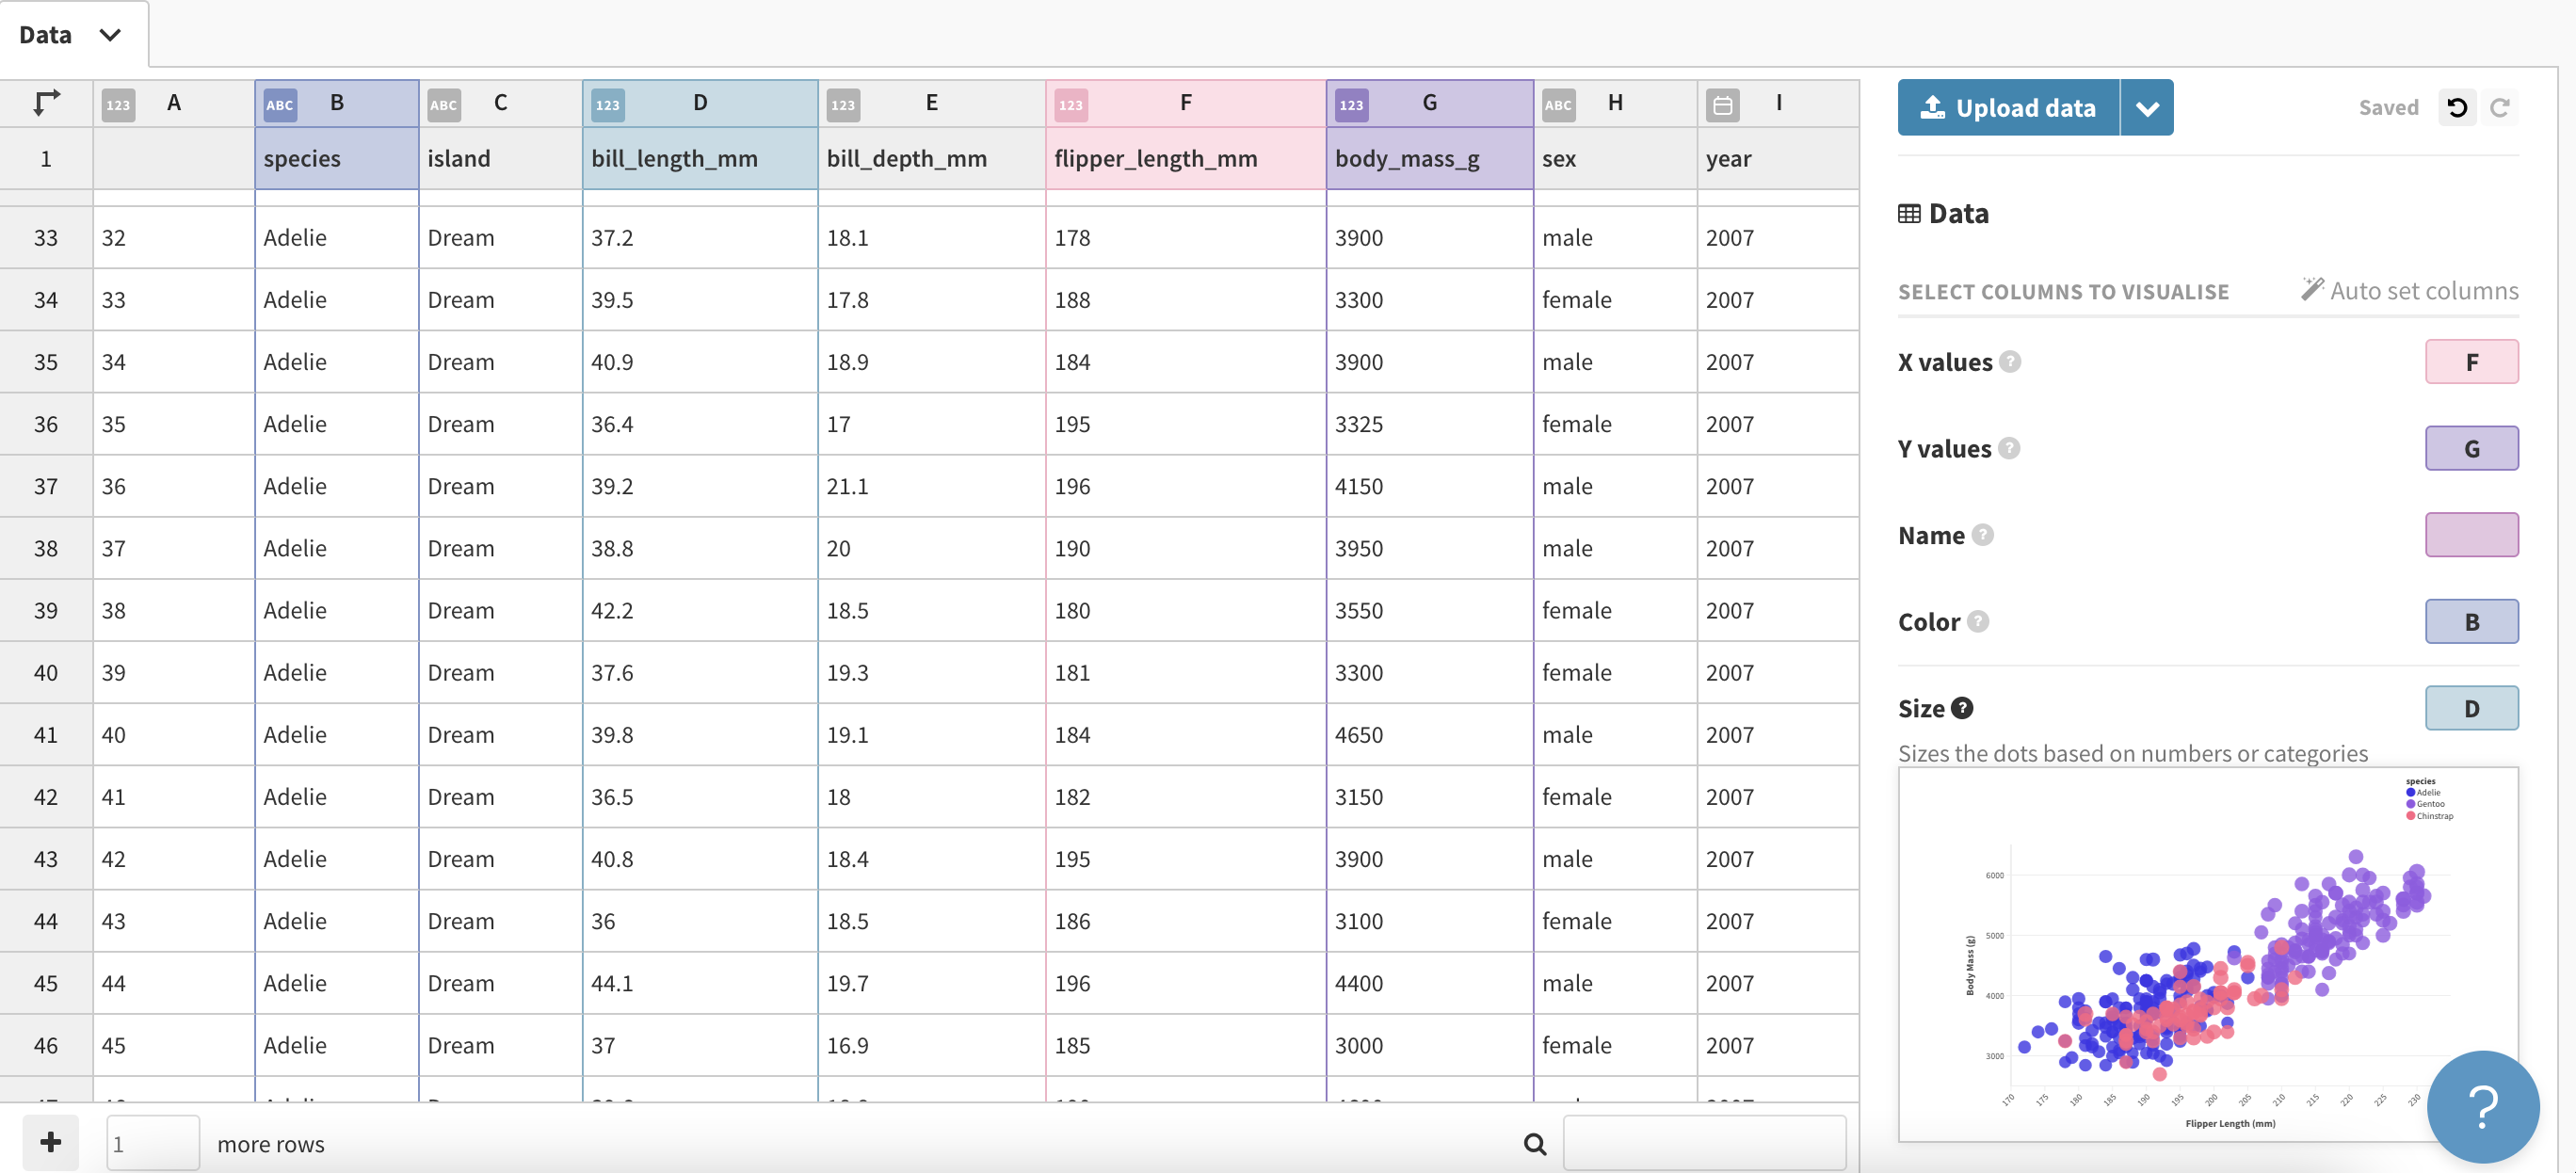 Data
123 A ABC B ABC C 123 D 123 E 123 F 123 G ABC H I
1 species island bill_length_mm bill_depth_mm flipper_length_mm body_mass_g sex year
33 32 Adelie Dream 37.2 18.1 178 3900 male 2007
34 33 Adelie Dream 39.5 17.8 188 3300 female 2007
35 34 Adelie Dream 40.9 18.9 184 3900 male 2007
36 35 Adelie Dream 36.4 17 195 3325 female 2007
37 36 Adelie Dream 39.2 21.1 196 4150 male 2007
38 37 Adelie Dream 38.8 20 190 3950 male 2007
39 38 Adelie Dream 42.2 18.5 180 3550 female 2007
40 39 Adelie Dream 37.6 19.3 181 3300 female 2007
41 40 Adelie Dream 39.8 19.1 184 4650 male 2007
42 41 Adelie Dream 36.5 18 182 3150 female 2007
43 42 Adelie Dream 40.8 18.4 195 3900 male 2007
44 43 Adelie Dream 36 18.5 186 3100 female 2007
45 44 Adelie Dream 44.1 19.7 196 4400 male 2007
46 45 Adelie Dream 37 16.9 185 3000 female 2007
1 more rows
Upload data
Saved
Data
SELECT COLUMNS TO VISUALISE Auto set columns
X values ? F
Y values ? G
Name ?
Color ? B
Size ? D
Sizes the dots based on numbers or categories
species
Adelie
Gentoo
Chinstrap
6000
5000
4000
3000
Body Mass (g)
170 175 180 185 190 195 200 205 210 215 220 225 230
Flipper Length (mm)
?